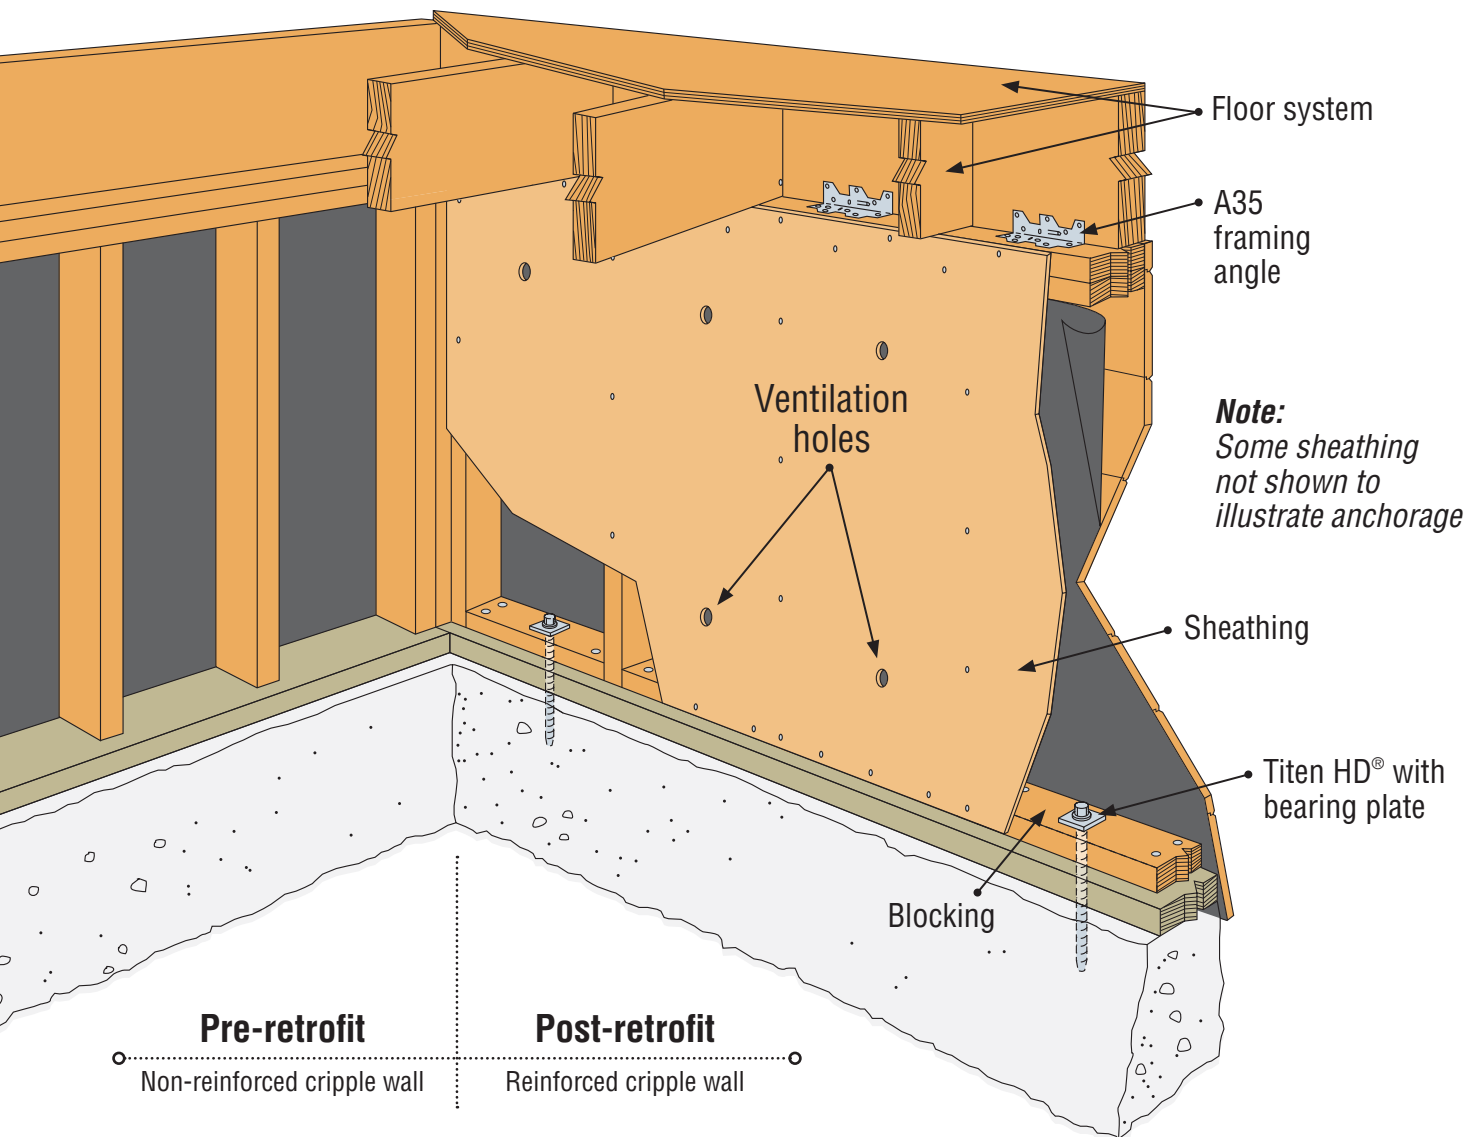 Floor system
A35
framing
angle
Ventilation
holes
Note:
Some sheathing
not shown to
illustrate anchorage
Sheathing
Titen HD® with
bearing plate
Blocking
Pre-retrofit
Non-reinforced cripple wall
Post-retrofit
Reinforced cripple wall